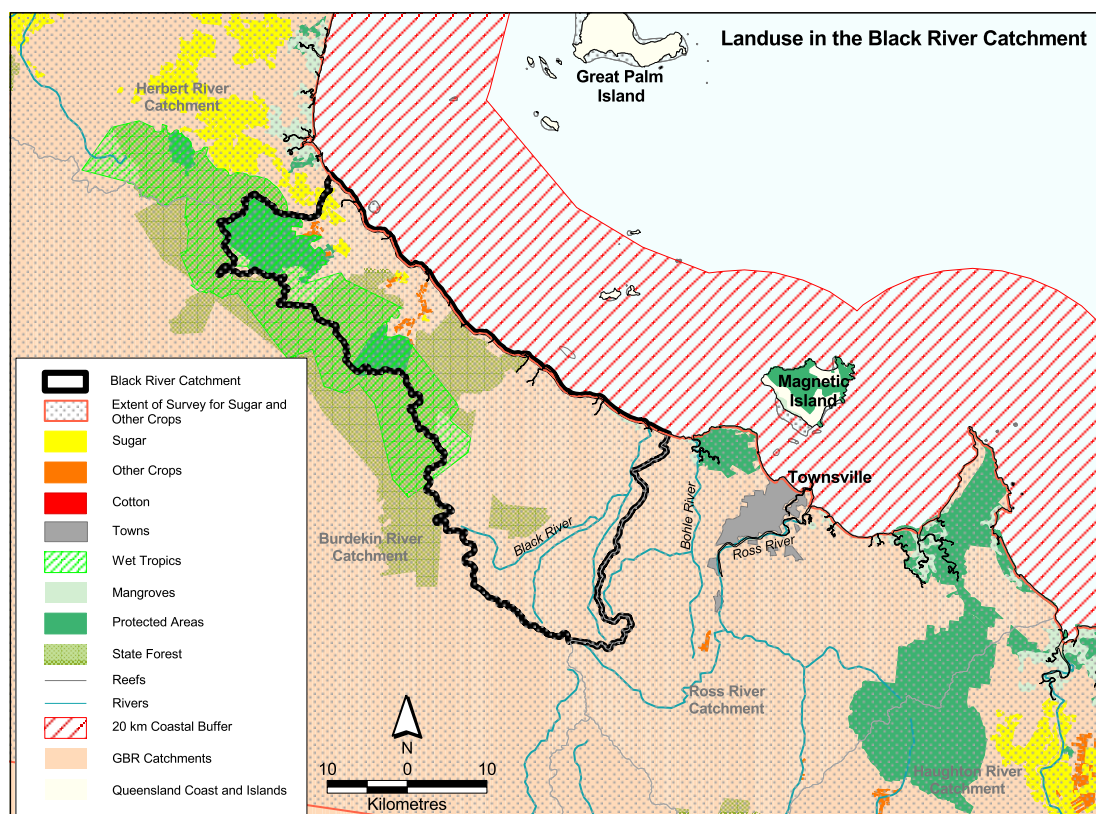 Landuse in the Black River Catchment
Great Palm
Island
Herbert River
Catchment
Magnetic
Island
Townsville
Black River
Bohle River
Ross River
Burdekin River
Catchment
Ross River
Catchment
Haughton River
Catchment
Black River Catchment
Extent of Survey for Sugar and
Other Crops
Sugar
Other Crops
Cotton
Towns
Wet Tropics
Mangroves
Protected Areas
State Forest
Reefs
Rivers
20 km Coastal Buffer
GBR Catchments
Queensland Coast and Islands
N
10 0 10
Kilometres